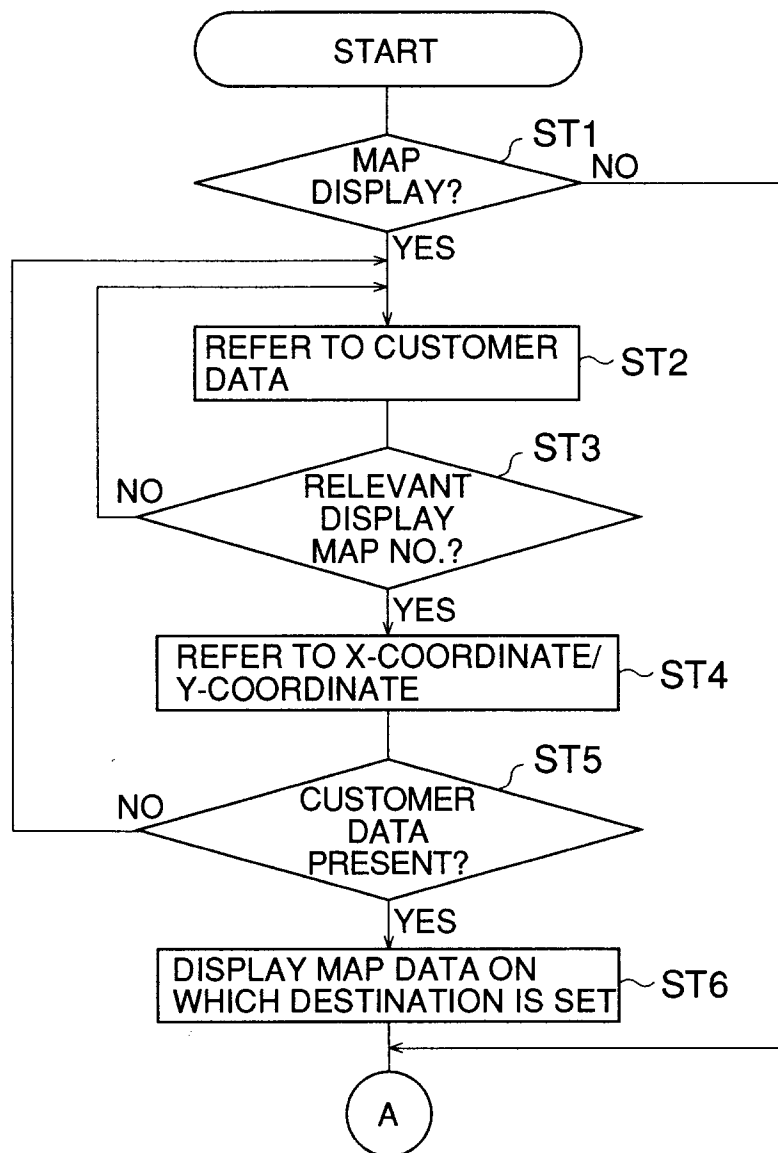 START
ST1
MAP
DISPLAY?
NO
YES
REFER TO CUSTOMER
DATA
ST2
ST3
NO
RELEVANT
DISPLAY
MAP NO.?
YES
REFER TO X-COORDINATE/
Y-COORDINATE
ST4
ST5
NO
CUSTOMER
DATA
PRESENT?
YES
DISPLAY MAP DATA ON
WHICH DESTINATION IS SET
ST6
A